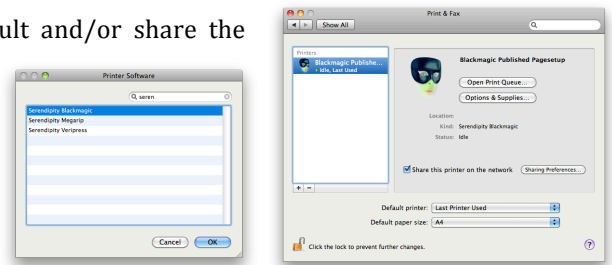 ult and/or share the
Printer Software
seren
Serendipity Blackmagic
Serendipity Megarip
Serendipity Veripress
Cancel
OK
Print & Fax
Show All
Printers
Blackmagic Publishe...
Idle, Last Used
Blackmagic Published Pagesetup
Open Print Queue...
Options & Supplies...
Location:
Kind: Serendipity Blackmagic
Status: Idle
Share this printer on the network
Sharing Preferences...
+ −
Default printer: Last Printer Used
Default paper size: A4
Click the lock to prevent further changes.
?